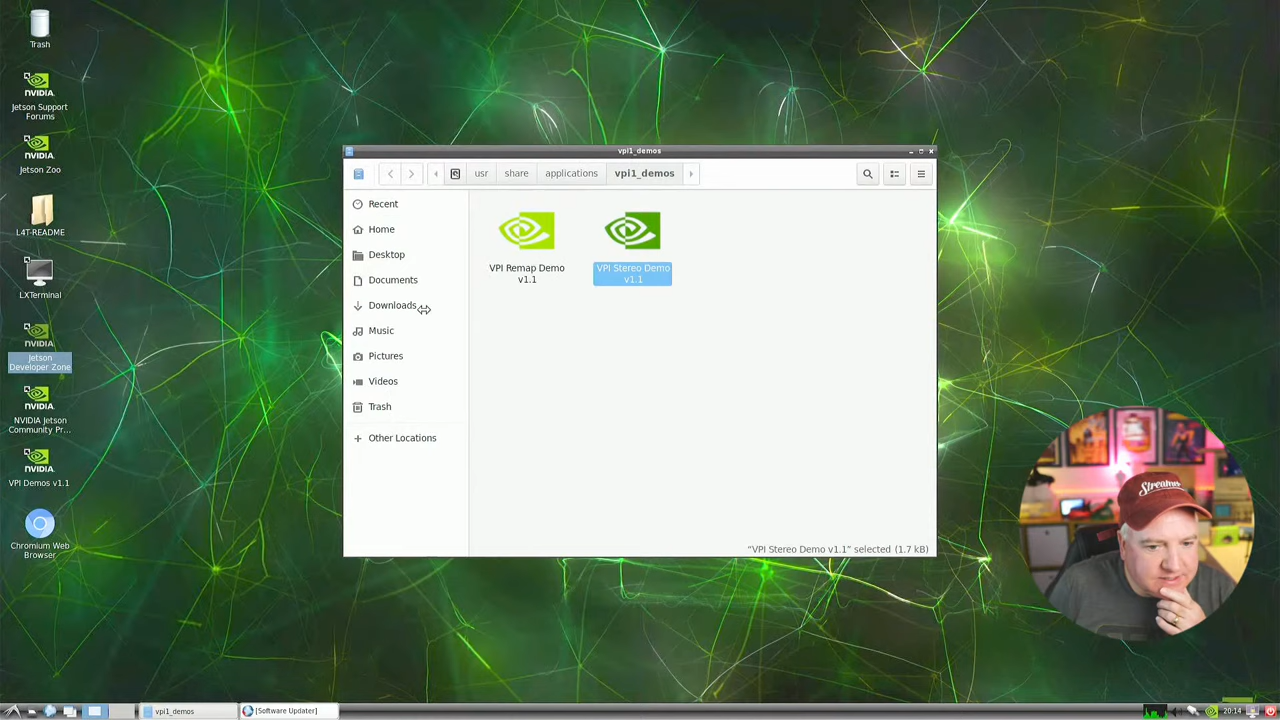 Trash
NVIDIA
Jetson Support
Forums
NVIDIA
Jetson Zoo
L4T-README
LXTerminal
NVIDIA
Jetson
Developer Zone
NVIDIA
NVIDIA Jetson
Community Pr...
NVIDIA
VPI Demos v1.1
Chromium Web
Browser
vpi1_demos
usr
share
applications
vpi1_demos
Recent
Home
Desktop
Documents
Downloads
Music
Pictures
Videos
Trash
Other Locations
VPI Remap Demo
v1.1
VPI Stereo Demo
v1.1
"VPI Stereo Demo v1.1" selected (1.7 kB)
Streamer
vpi1_demos
[Software Updater]
20:14